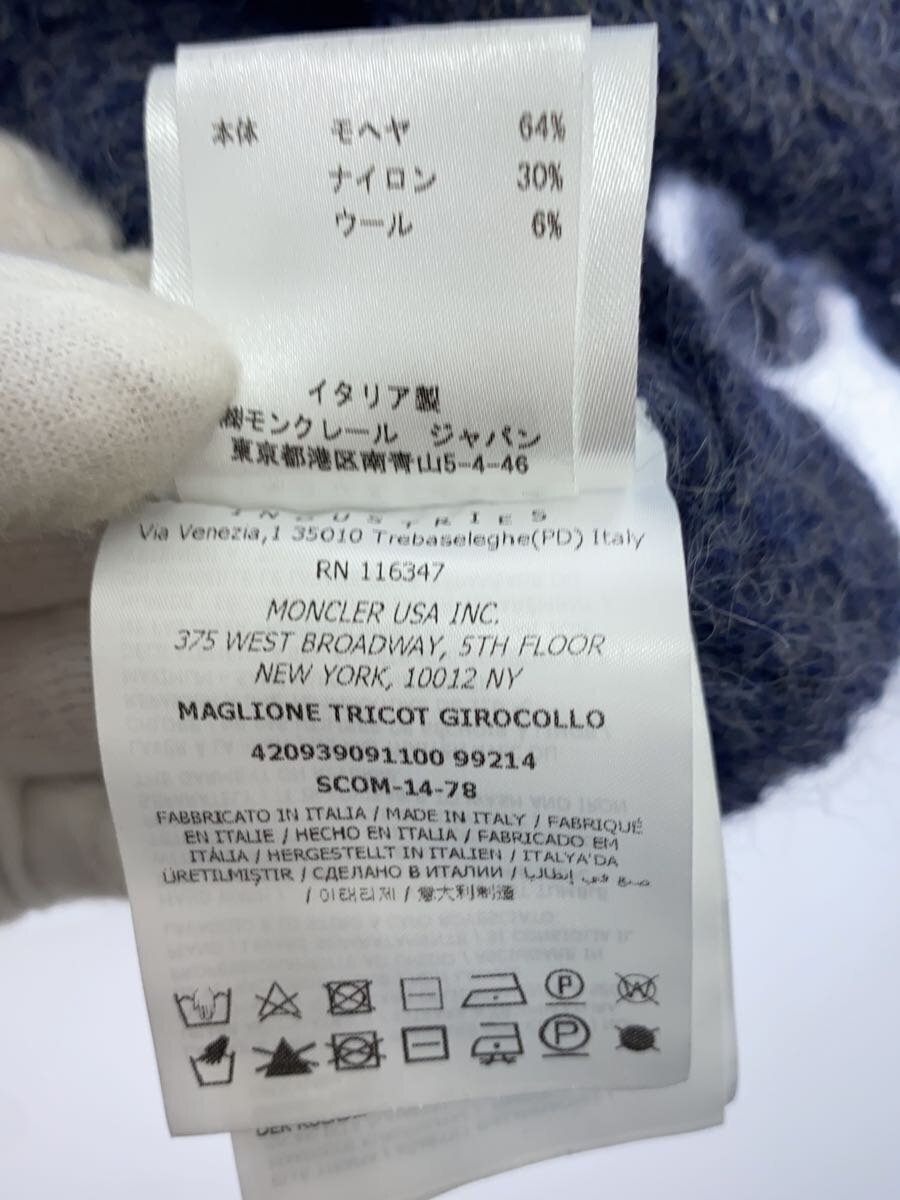 本体 モヘヤ 64%
ナイロン 30%
ウール 6%
イタリア製
㈱モンクレール ジャパン
東京都港区南青山5-4-46
INDUSTRIES
Via Venezia,1 35010 Trebaseleghe(PD) Italy
RN 116347
MONCLER USA INC.
375 WEST BROADWAY, 5TH FLOOR
NEW YORK, 10012 NY
MAGLIONE TRICOT GIROCOLLO
420939091100 99214
SCOM-14-78
FABBRICATO IN ITALIA / MADE IN ITALY / FABRIQUÉ
EN ITALIE / HECHO EN ITALIA / FABRICADO EM
ITÁLIA / HERGESTELLT IN ITALIEN / ITALYA'DA
ÜRETILMIŞTIR / СДЕЛАНО В ИТАЛИИ / صنع في إيطاليا
/ 이태리제 / 意大利制造
P W
P